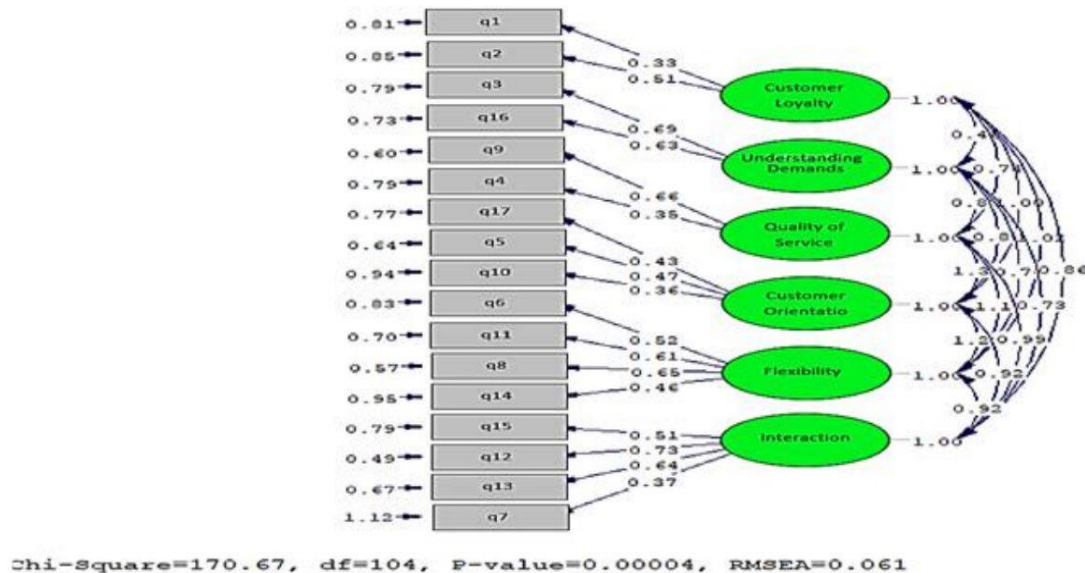 0.81 q1
0.85 q2
0.79 q3
0.73 q16
0.60 q9
0.79 q4
0.77 q17
0.64 q5
0.94 q10
0.83 q6
0.70 q11
0.57 q8
0.95 q14
0.79 q15
0.49 q12
0.67 q13
1.12 q7
0.33
0.51
0.69
0.63
0.66
0.35
0.43
0.47
0.36
0.52
0.61
0.65
0.46
0.51
0.73
0.64
0.37
Customer
Loyalty
Understanding
Demands
Quality of
Service
Customer
Orientatio
Flexibility
Interaction
1.00
1.00
1.00
1.00
1.00
1.00
0.86
0.73
0.99
0.92
0.92
Chi-Square=170.67, df=104, P-value=0.00004, RMSEA=0.061